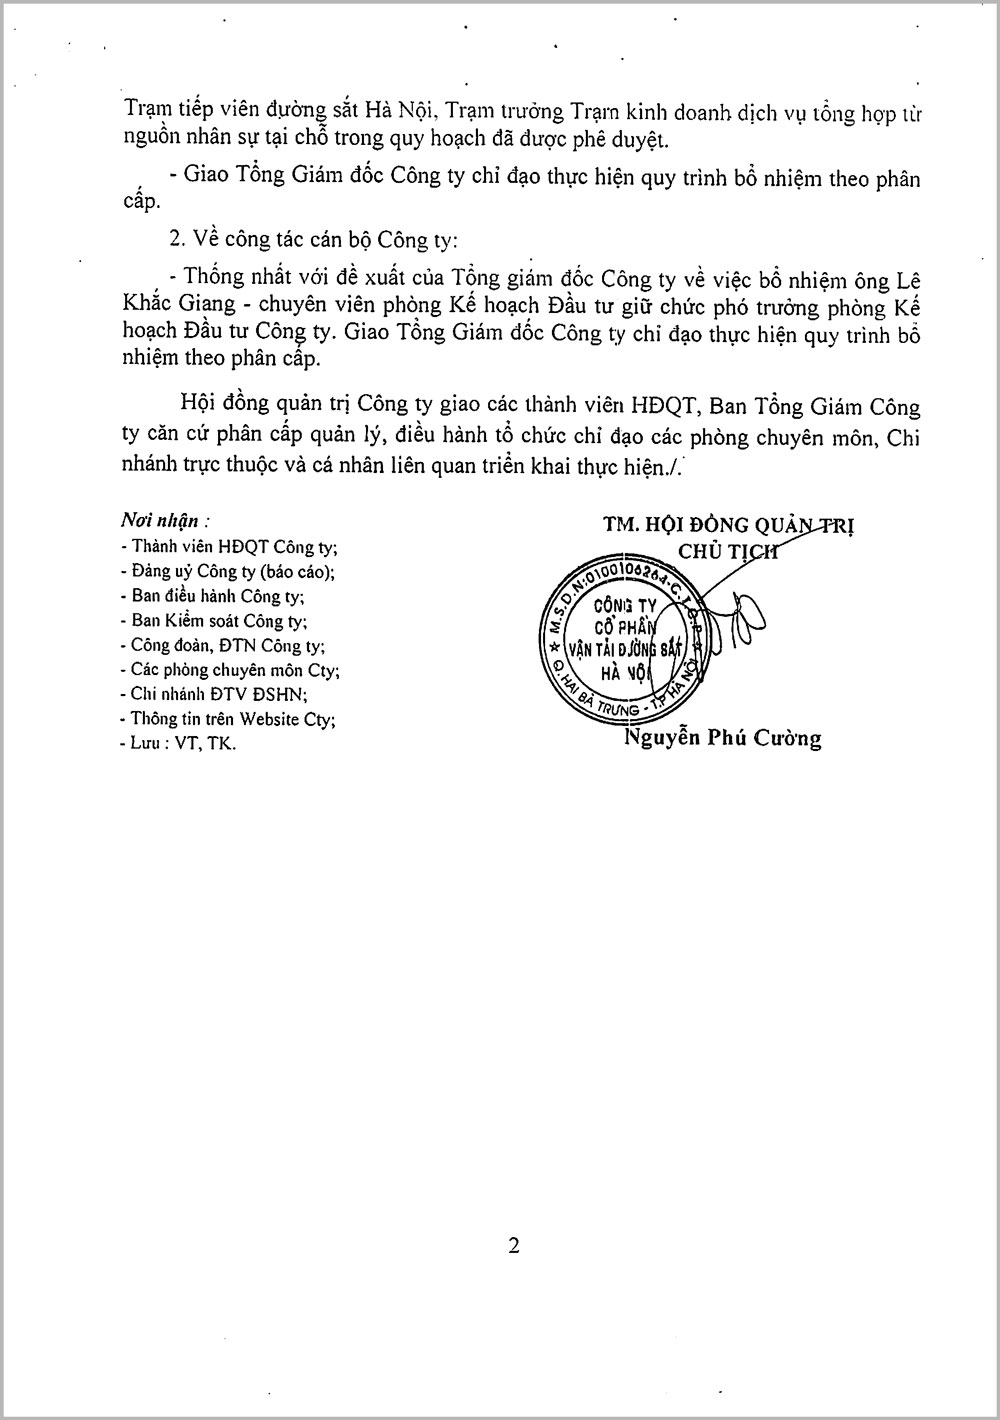 Trạm tiếp viên đường sắt Hà Nội, Trạm trưởng Trạm kinh doanh dịch vụ tổng hợp từ
nguồn nhân sự tại chỗ trong quy hoạch đã được phê duyệt.
- Giao Tổng Giám đốc Công ty chỉ đạo thực hiện quy trình bổ nhiệm theo phân
cấp.
2. Về công tác cán bộ Công ty:
- Thống nhất với đề xuất của Tổng giám đốc Công ty về việc bổ nhiệm ông Lê
Khắc Giang - chuyên viên phòng Kế hoạch Đầu tư giữ chức phó trưởng phòng Kế
hoạch Đầu tư Công ty. Giao Tổng Giám đốc Công ty chỉ đạo thực hiện quy trình bổ
nhiệm theo phân cấp.
Hội đồng quản trị Công ty giao các thành viên HĐQT, Ban Tổng Giám Công
ty căn cứ phân cấp quản lý, điều hành tổ chức chỉ đạo các phòng chuyên môn, Chi
nhánh trực thuộc và cá nhân liên quan triển khai thực hiện./.
Nơi nhận :
- Thành viên HĐQT Công ty;
- Đảng uỷ Công ty (báo cáo);
- Ban điều hành Công ty;
- Ban Kiểm soát Công ty;
- Công đoàn, ĐTN Công ty;
- Các phòng chuyên môn Cty;
- Chi nhánh ĐTV ĐSHN;
- Thông tin trên Website Cty;
- Lưu : VT, TK.
TM. HỘI ĐỒNG QUẢN TRỊ
CHỦ TỊCH
M.S.D.N:0100106264-C.T.C.P
CÔNG TY
CỔ PHẦN
VẬN TẢI ĐƯỜNG SẮT
HÀ NỘI
Q.HAI BÀ TRƯNG - T.P HÀ NỘI
Nguyễn Phú Cường
2